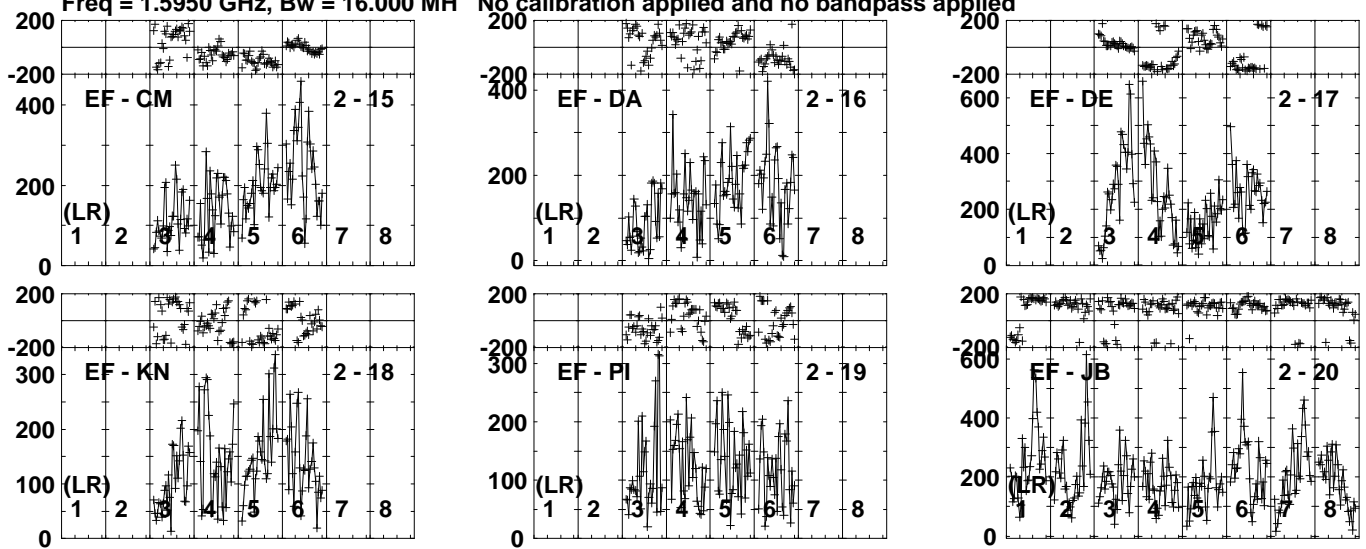 Freq = 1.5950 GHz, Bw = 16.000 MH No calibration applied and no bandpass applied
200
-200
EF - CM 2 - 15
400
200
0
(LR)
1 2 3 4 5 6 7 8
200
-200
EF - DA 2 - 16
400
200
0
(LR)
1 2 3 4 5 6 7 8
200
-200
EF - DE 2 - 17
600
400
200
0
(LR)
1 2 3 4 5 6 7 8
200
-200
EF - KN 2 - 18
300
200
100
0
(LR)
1 2 3 4 5 6 7 8
200
-200
EF - PI 2 - 19
300
200
100
0
(LR)
1 2 3 4 5 6 7 8
200
-200
EF - JB 2 - 20
600
400
200
0
(LR)
1 2 3 4 5 6 7 8